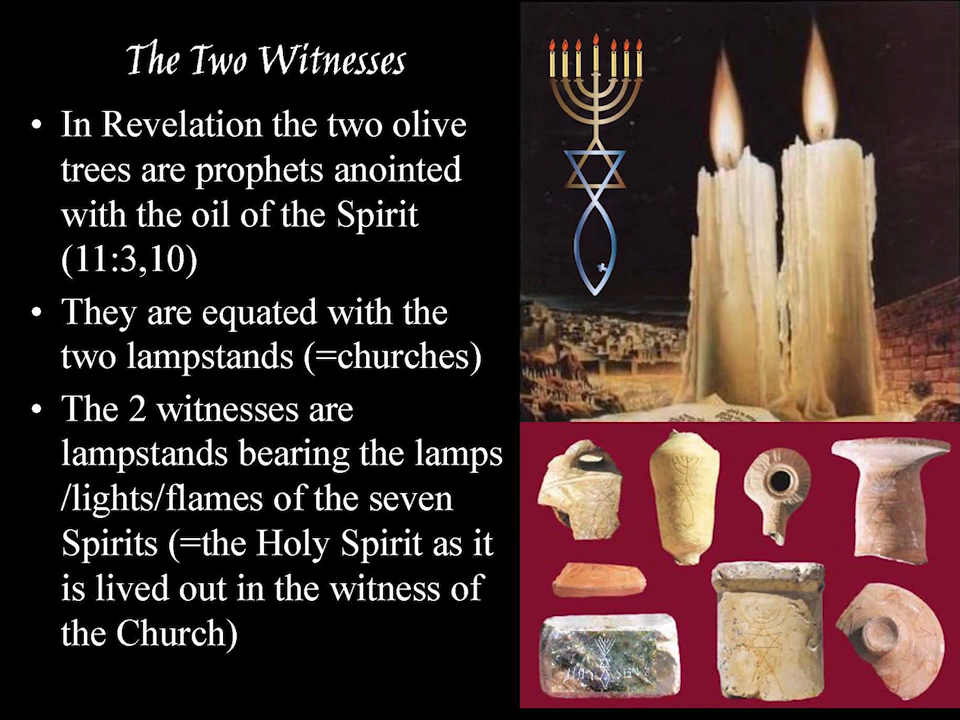 The Two Witnesses
• In Revelation the two olive
trees are prophets anointed
with the oil of the Spirit
(11:3,10)
• They are equated with the
two lampstands (=churches)
• The 2 witnesses are
lampstands bearing the lamps
/lights/flames of the seven
Spirits (=the Holy Spirit as it
is lived out in the witness of
the Church)